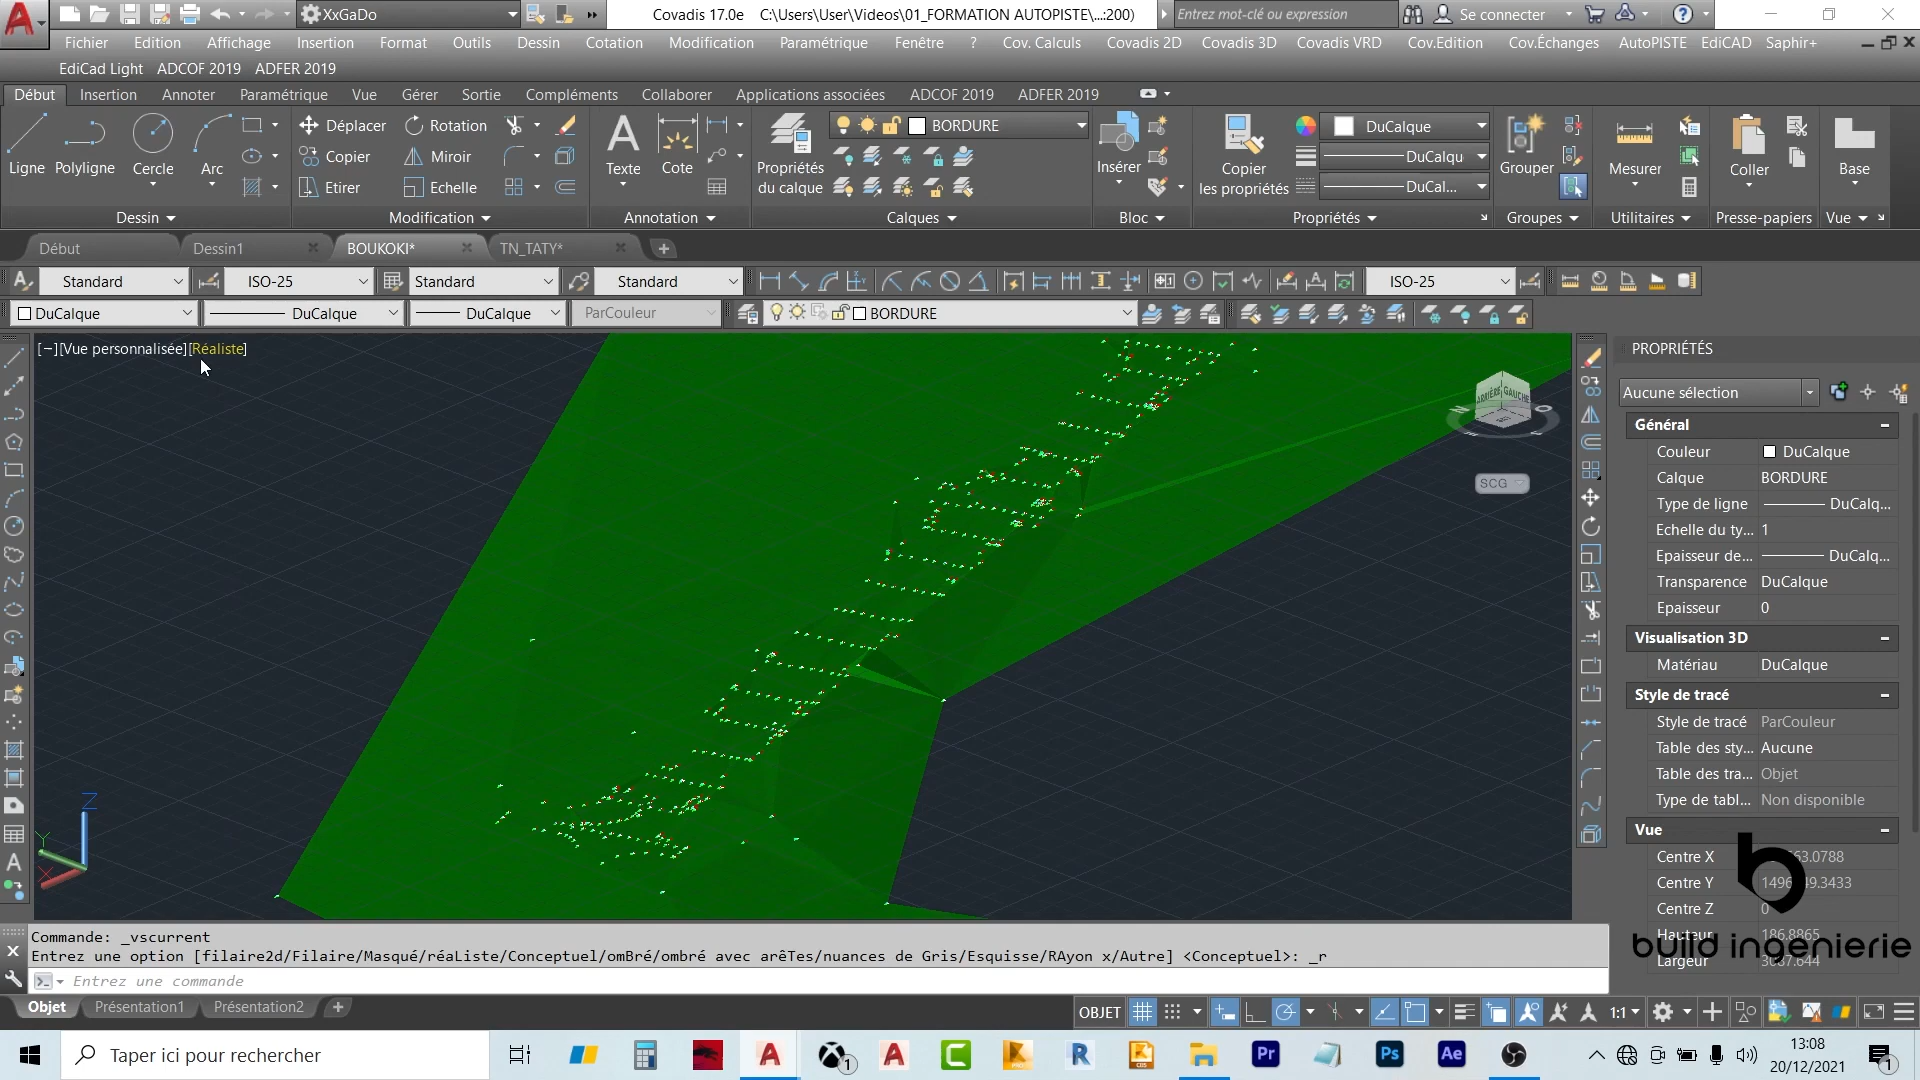 XxGaDo
Covadis 17.0e C:\Users\User\Videos\01_FORMATION AUTOPISTE\...:200)
Entrez mot-clé ou expression
Se connecter
Fichier Edition Affichage Insertion Format Outils Dessin Cotation Modification Paramétrique Fenêtre ? Cov. Calculs Covadis 2D Covadis 3D Covadis VRD Cov.Edition Cov.Échanges AutoPISTE EdiCAD Saphir+
EdiCad Light ADCOF 2019 ADFER 2019
Début Insertion Annoter Paramétrique Vue Gérer Sortie Compléments Collaborer Applications associées ADCOF 2019 ADFER 2019
Ligne Polyligne Cercle Arc
Déplacer Rotation
Copier Miroir
Etirer Echelle
Texte Cote
Propriétés
du calque
BORDURE
Insérer
Copier
les propriétés
DuCalque
DuCalqu
DuCal...
Grouper
Mesurer
Coller
Base
Dessin Modification Annotation Calques Bloc Propriétés Groupes Utilitaires Presse-papiers Vue
Début Dessin1 BOUKOKI* TN_TATY*
Standard ISO-25 Standard Standard ISO-25
DuCalque DuCalque DuCalque ParCouleur BORDURE
[−][Vue personnalisée][Réaliste]
ARRIÈRE GAUCHE
SCG
Z
Y
X
PROPRIÉTÉS
Aucune sélection
Général
Couleur DuCalque
Calque BORDURE
Type de ligne DuCalq...
Echelle du ty... 1
Epaisseur de... DuCalq...
Transparence DuCalque
Epaisseur 0
Visualisation 3D
Matériau DuCalque
Style de tracé
Style de tracé ParCouleur
Table des sty... Aucune
Table des tra... Objet
Type de tabl... Non disponible
Vue
Centre X
Centre Y
Centre Z 0
Hauteur 186.8865
Largeur
build ingenierie
Commande: _vscurrent
Entrez une option [filaire2d/Filaire/Masqué/réaListe/Conceptuel/omBré/ombré avec arêTes/nuances de Gris/Esquisse/RAyon x/Autre] <Conceptuel>: _r
Entrez une commande
Objet Présentation1 Présentation2
OBJET 1:1
Taper ici pour rechercher
1
Pr Ps Ae
13:08
20/12/2021
1